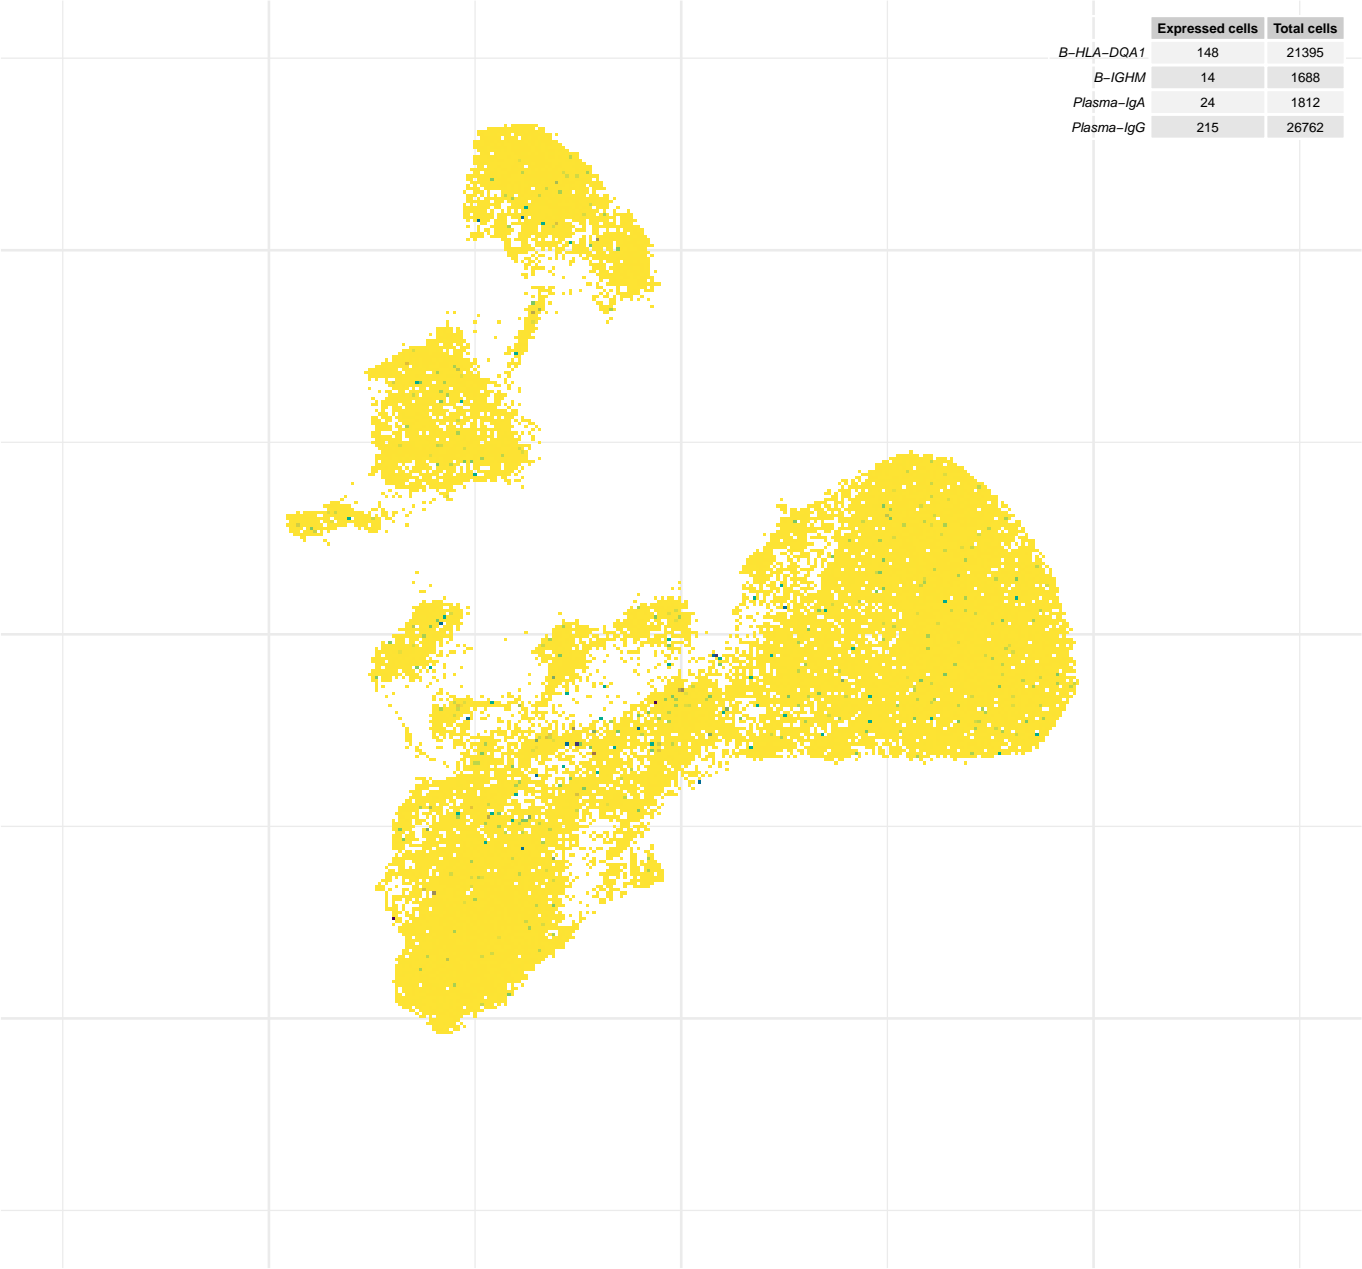 Expressed cells Total cells
B−HLA−DQA1 148 21395
B−IGHM 14 1688
Plasma−IgA 24 1812
Plasma−IgG 215 26762